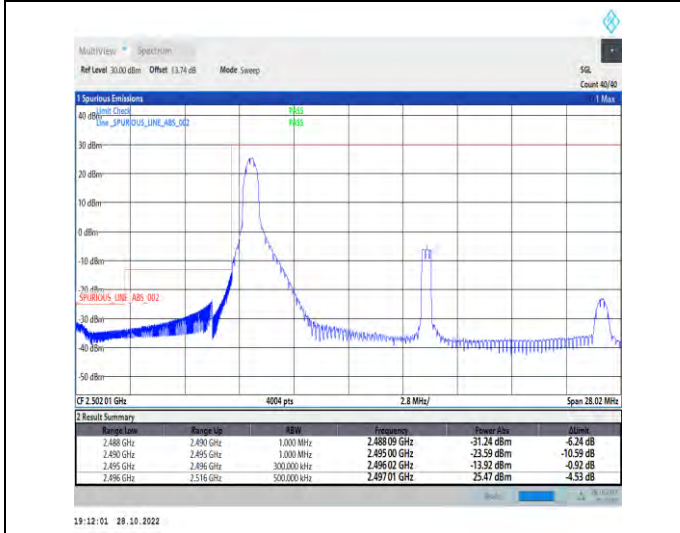 MultiView Spectrum
Ref Level 30.00 dBm Offset 13.74 dB Mode Sweep SGL
Count 40/40
1 Spurious Emissions 1 Max
40 dBm Limit Check PASS
Line _SPURIOUS_LINE_ABS_002 PASS
30 dBm
20 dBm
10 dBm
0 dBm
-10 dBm
-20 dBm
SPURIOUS_LINE_ABS_002
-30 dBm
-40 dBm
-50 dBm
CF 2.502 01 GHz 4004 pts 2.8 MHz/ Span 28.02 MHz
2 Result Summary
Range Low Range Up RBW Frequency Power Abs ΔLimit
2.488 GHz 2.490 GHz 1.000 MHz 2.488 09 GHz -31.24 dBm -6.24 dB
2.490 GHz 2.495 GHz 1.000 MHz 2.495 00 GHz -23.59 dBm -10.59 dB
2.495 GHz 2.496 GHz 300.000 kHz 2.496 02 GHz -13.92 dBm -0.92 dB
2.496 GHz 2.516 GHz 500.000 kHz 2.497 01 GHz 25.47 dBm -4.53 dB
19:12:01 28.10.2022